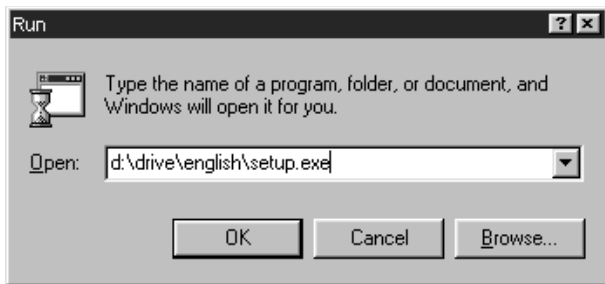 Run
Type the name of a program, folder, or document, and
Windows will open it for you.
Open: d:\drive\english\setup.exe
OK Cancel Browse...